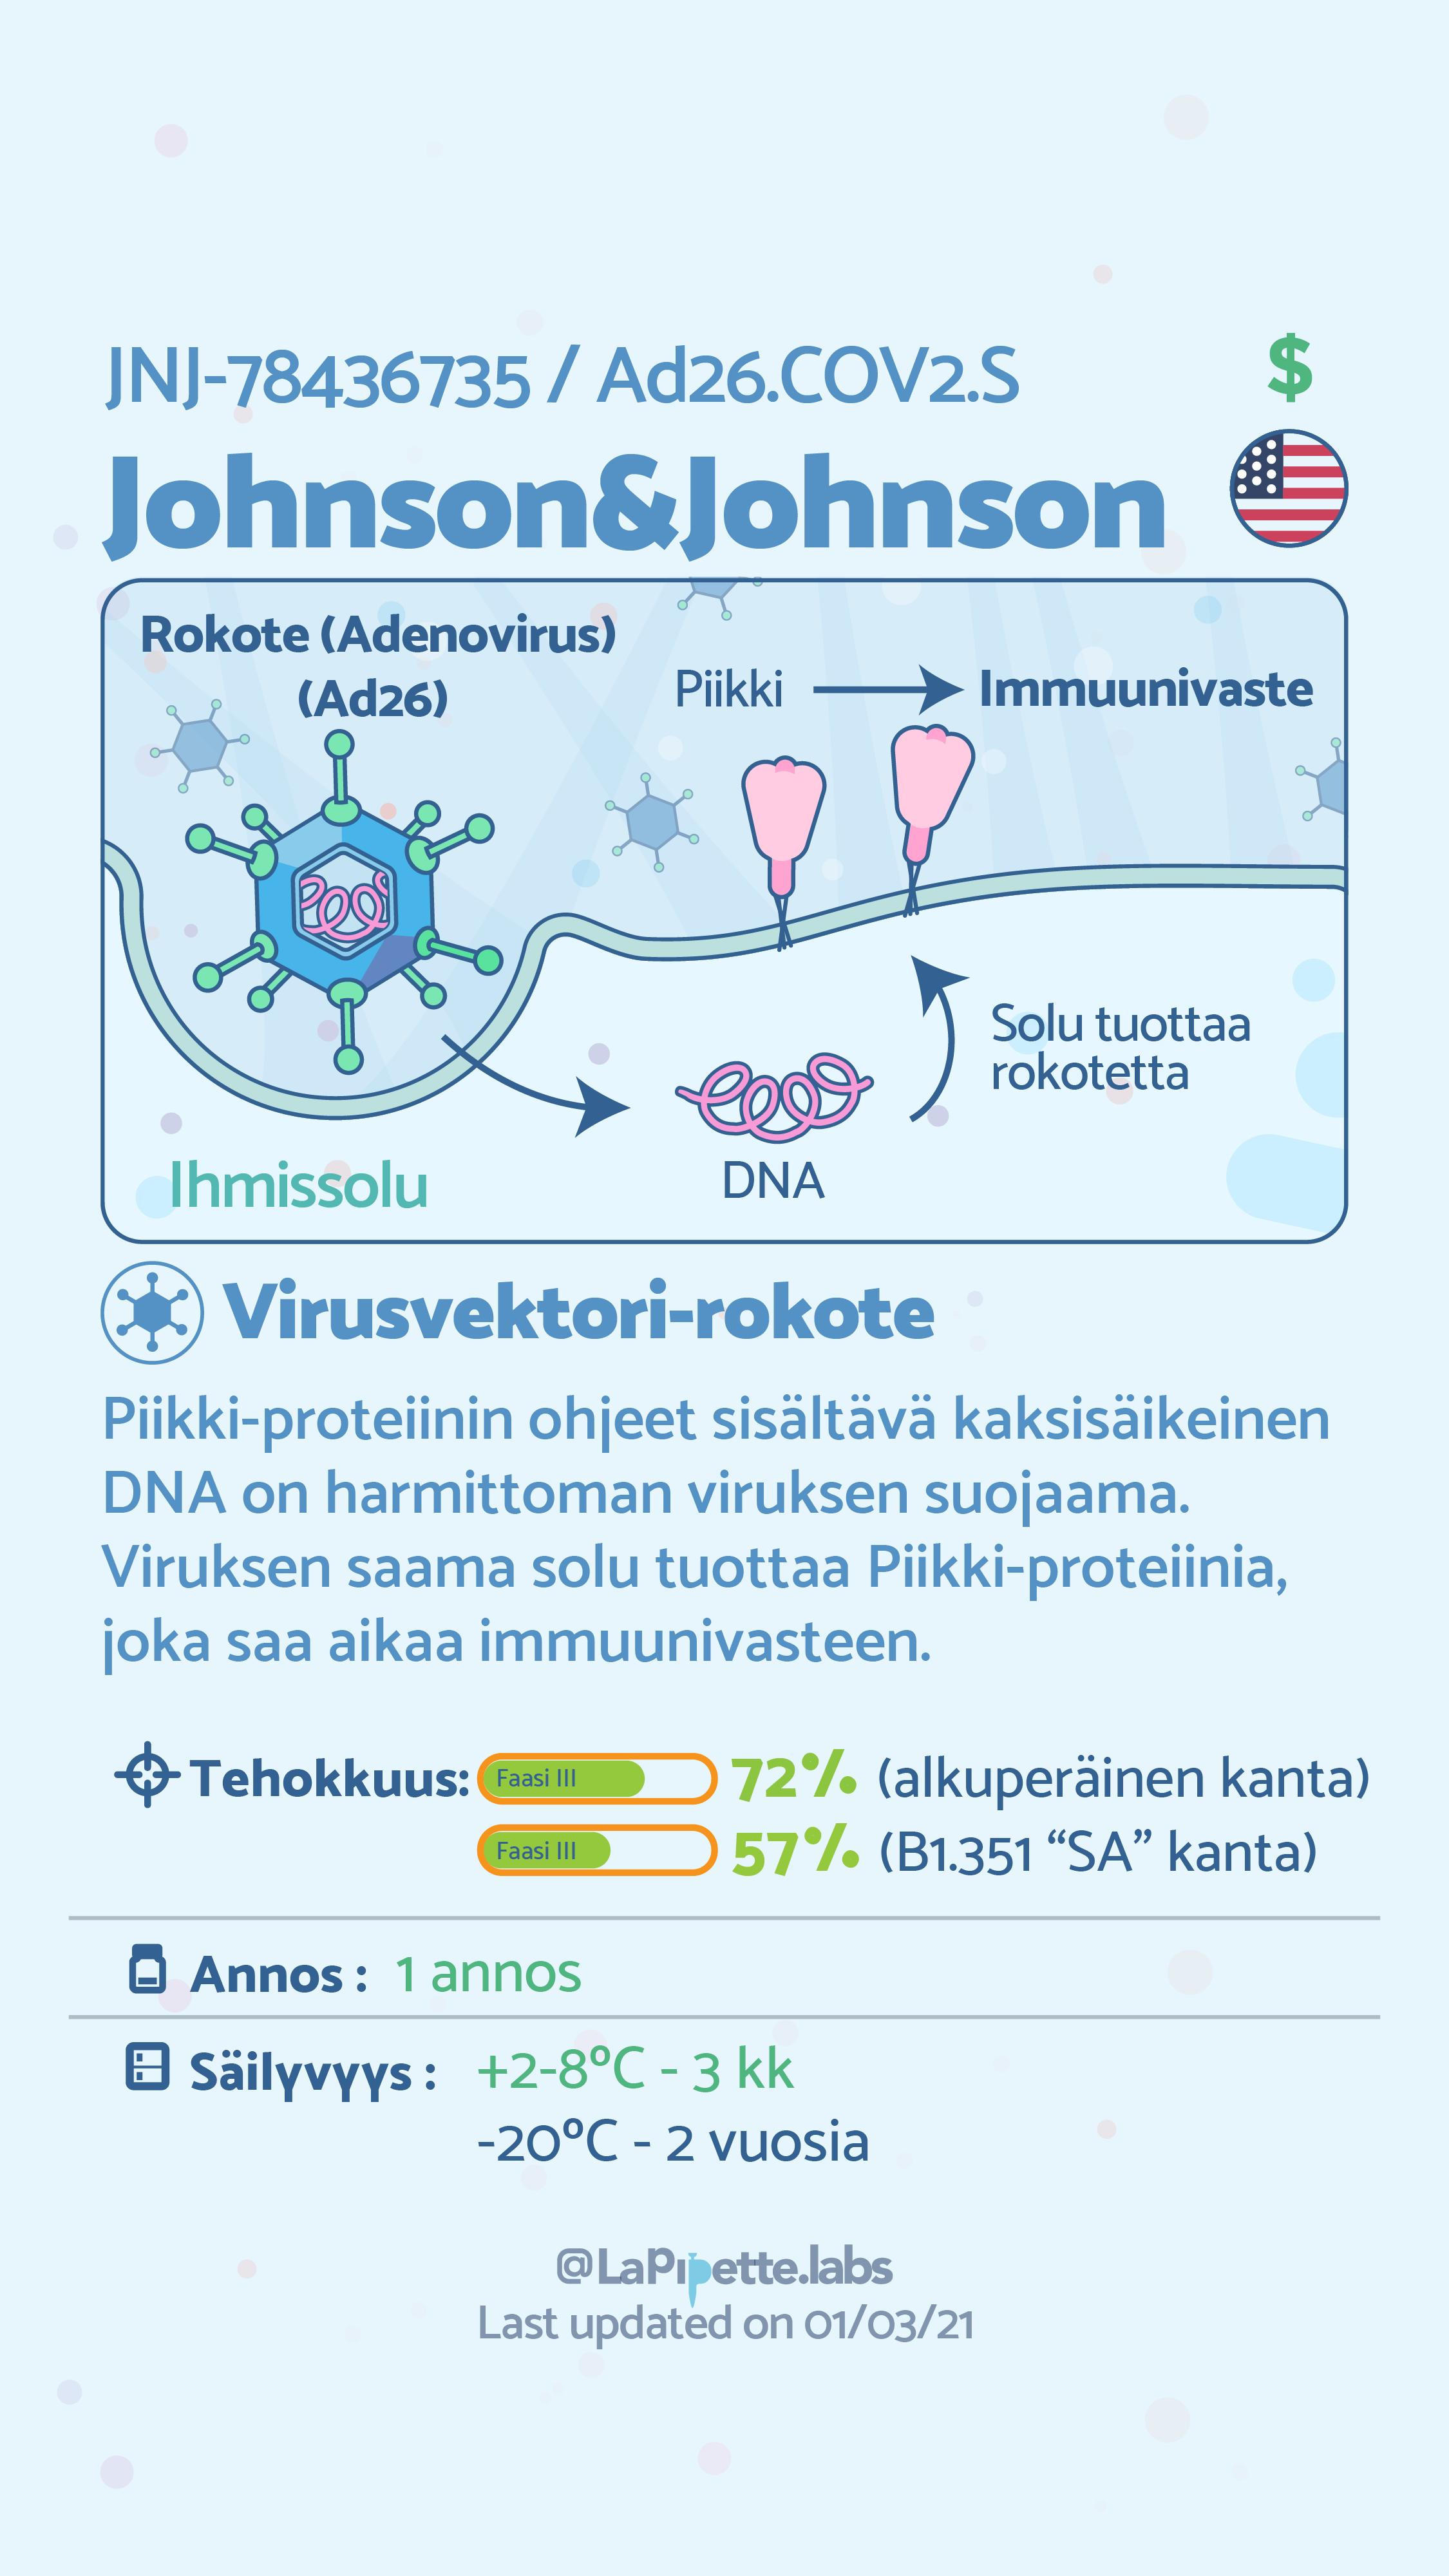 JNJ-78436735 / Ad26.COV2.S
$
Johnson&Johnson
Rokote (Adenovirus)
(Ad26)
Piikki
Immuunivaste
Solu tuottaa
rokotetta
DNA
Ihmissolu
Virusvektori-rokote
Piikki-proteiinin ohjeet sisältävä kaksisäikeinen
DNA on harmittoman viruksen suojaama.
Viruksen saama solu tuottaa Piikki-proteiinia,
joka saa aikaa immuunivasteen.
Tehokkuus: Faasi III 72% (alkuperäinen kanta)
Faasi III 57% (B1.351 “SA” kanta)
Annos : 1 annos
Säilyvyys : +2-8ºC - 3 kk
-20ºC - 2 vuosia
@LaPipette.labs
Last updated on 01/03/21